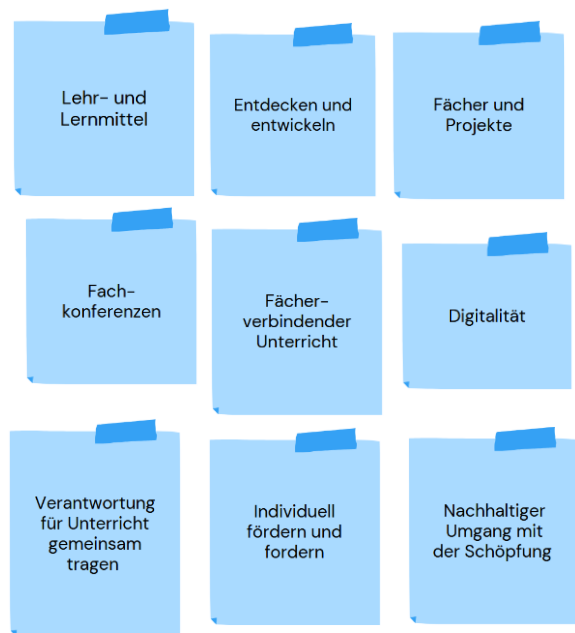 Lehr- und
Lernmittel
Entdecken und
entwickeln
Fächer und
Projekte
Fach-
konferenzen
Fächer-
verbindender
Unterricht
Digitalität
Verantwortung
für Unterricht
gemeinsam
tragen
Individuell
fördern und
fordern
Nachhaltiger
Umgang mit
der Schöpfung